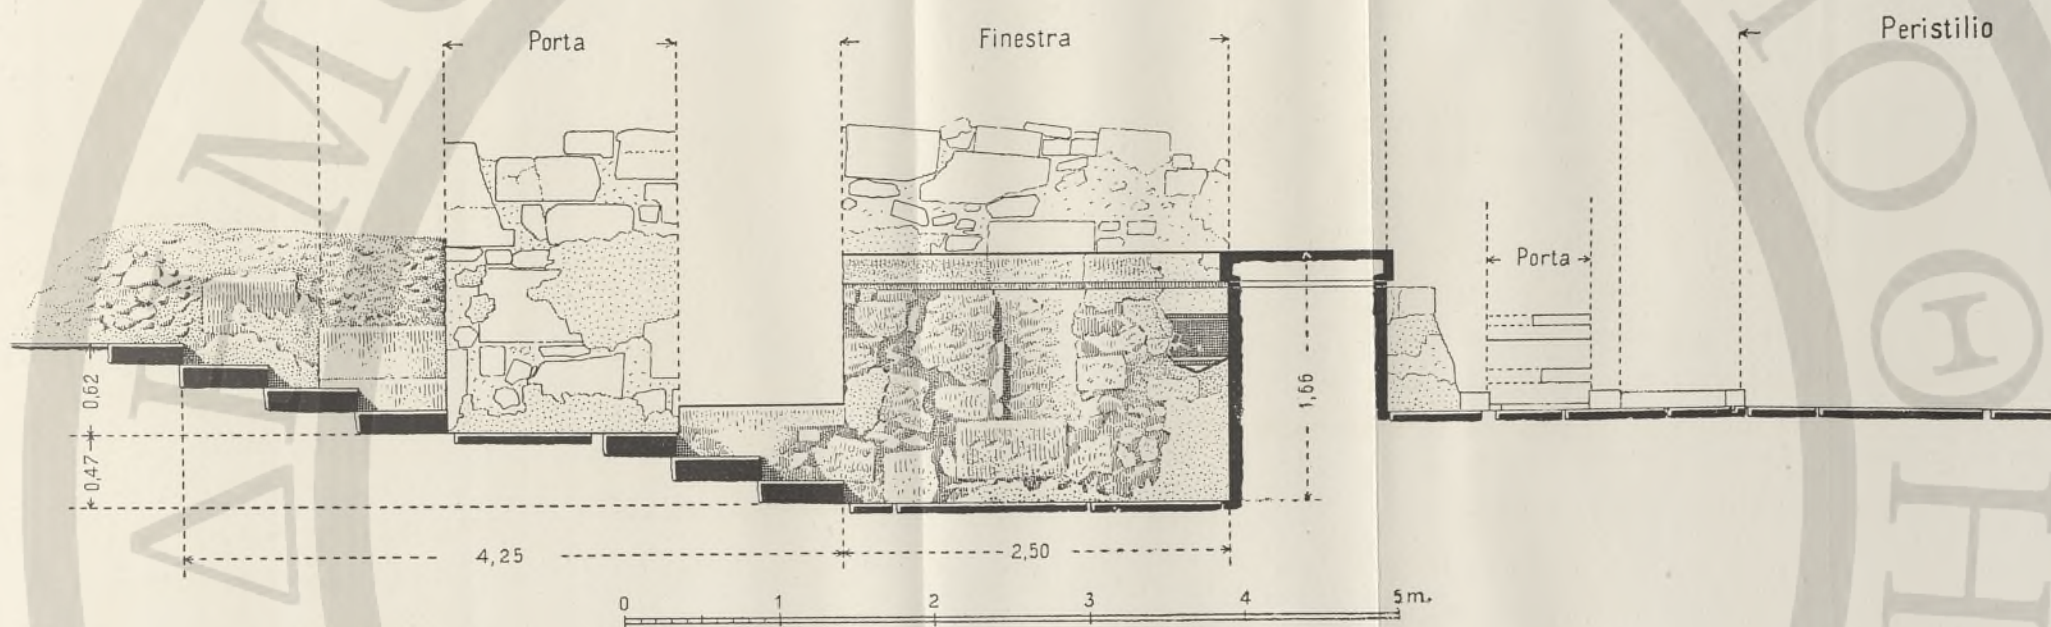 Porta
Finestra
Peristilio
Porta
0,62
0,47
1,66
4,25
2,50
0 1 2 3 4 5 m.